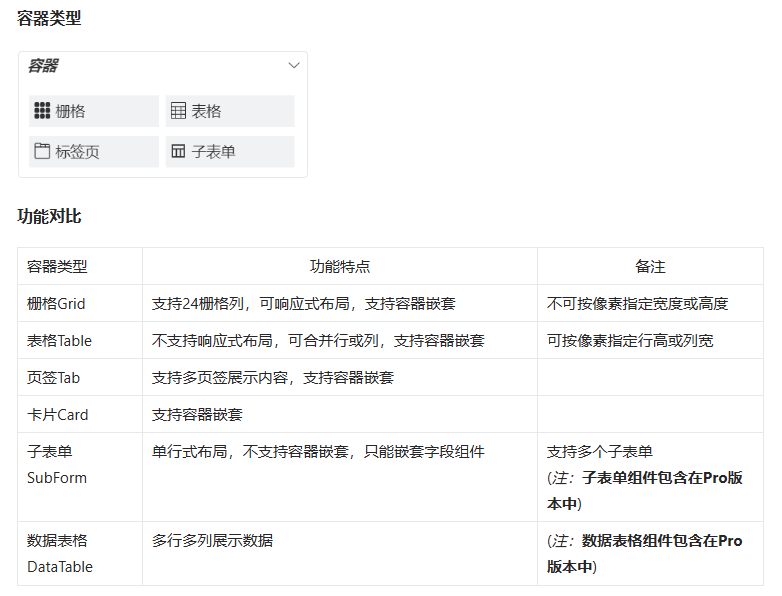 容器类型
容器
栅格 表格
标签页 子表单
功能对比
容器类型 功能特点 备注
栅格Grid 支持24栅格列，可响应式布局，支持容器嵌套 不可按像素指定宽度或高度
表格Table 不支持响应式布局，可合并行或列，支持容器嵌套 可按像素指定行高或列宽
页签Tab 支持多页签展示内容，支持容器嵌套
卡片Card 支持容器嵌套
子表单 单行式布局，不支持容器嵌套，只能嵌套字段组件 支持多个子表单
SubForm (注：子表单组件包含在Pro版
本中)
数据表格 多行多列展示数据 (注：数据表格组件包含在Pro
DataTable 版本中)